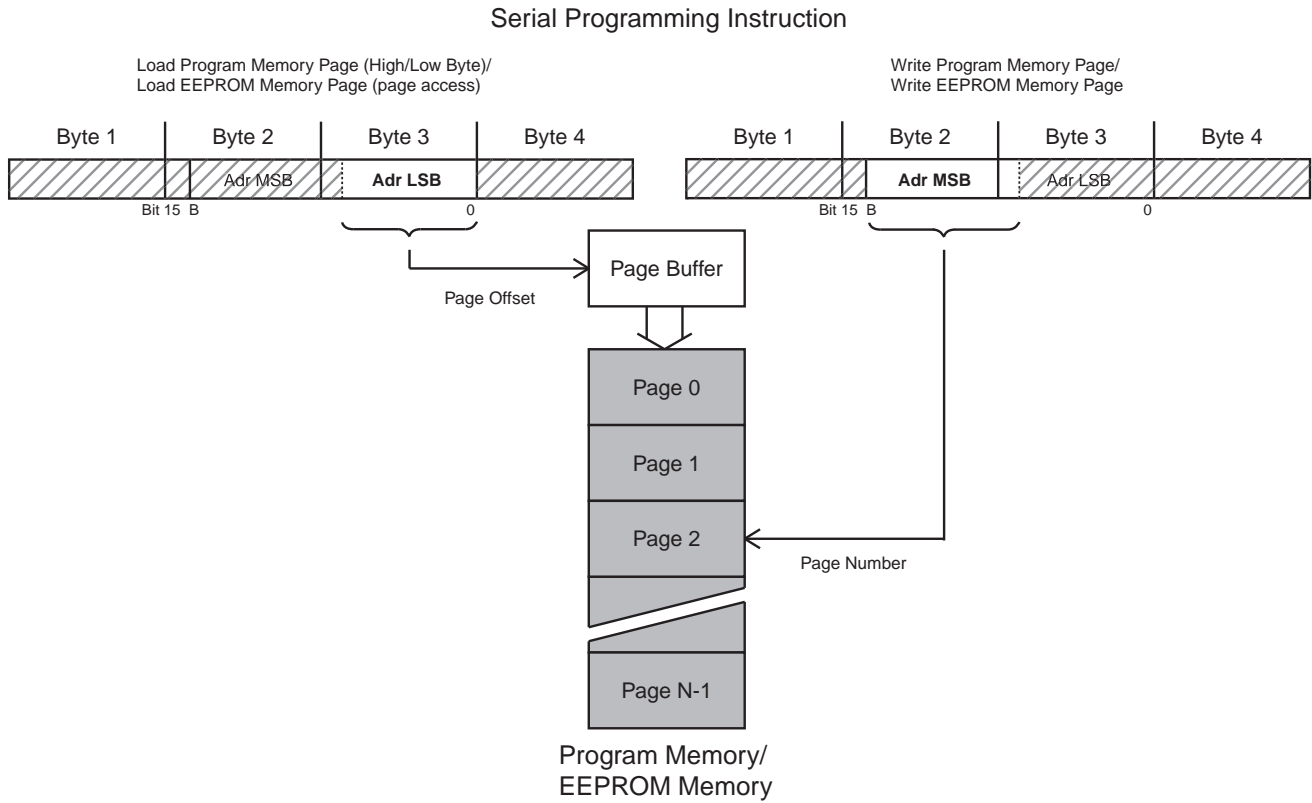 Serial Programming Instruction
Load Program Memory Page (High/Low Byte)/
Load EEPROM Memory Page (page access)
Write Program Memory Page/
Write EEPROM Memory Page
Byte 1 Byte 2 Byte 3 Byte 4
Byte 1 Byte 2 Byte 3 Byte 4
Adr MSB Adr LSB
Adr MSB Adr LSB
Bit 15 B 0
Bit 15 B 0
Page Buffer
Page Offset
Page 0
Page 1
Page 2
Page Number
Page N-1
Program Memory/
EEPROM Memory